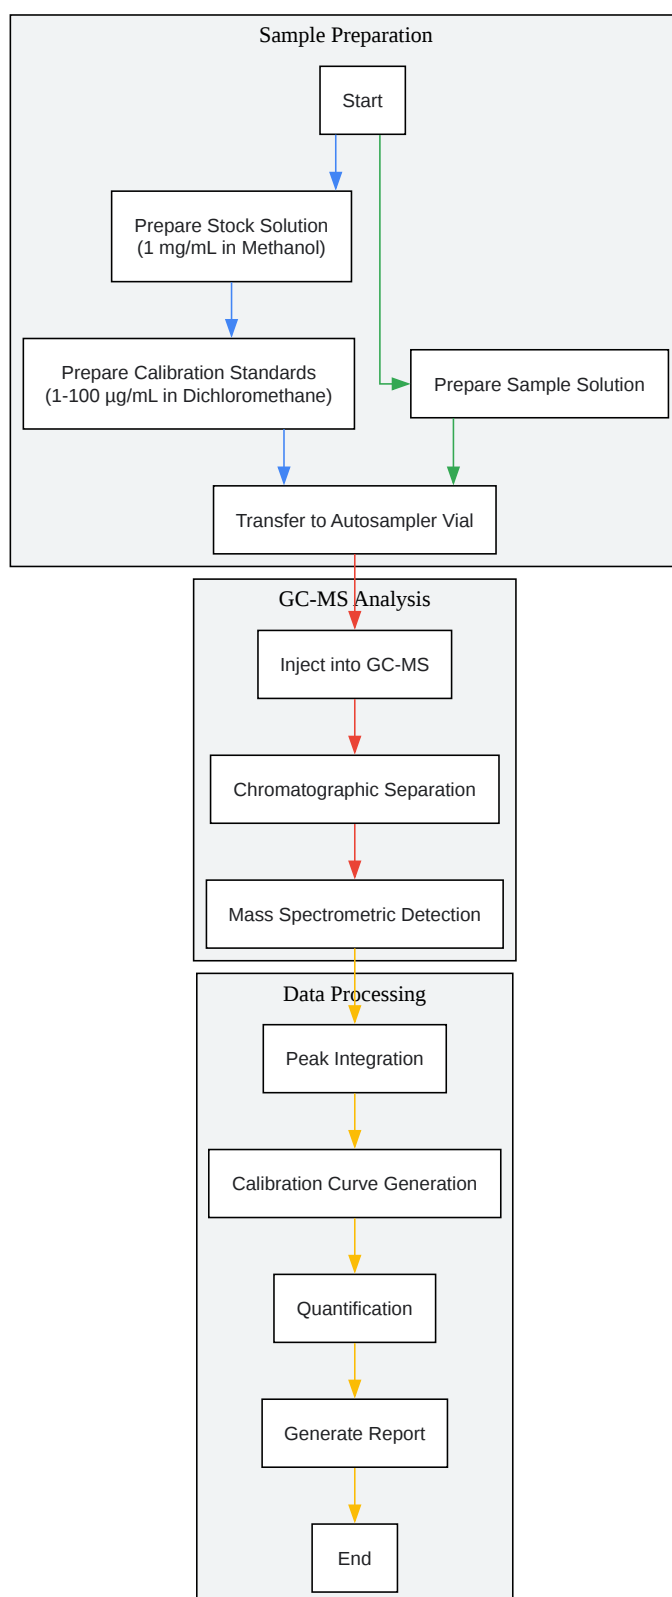 Sample Preparation
Start
Prepare Stock Solution
(1 mg/mL in Methanol)
Prepare Calibration Standards
(1-100 µg/mL in Dichloromethane)
Prepare Sample Solution
Transfer to Autosampler Vial
GC-MS Analysis
Inject into GC-MS
Chromatographic Separation
Mass Spectrometric Detection
Data Processing
Peak Integration
Calibration Curve Generation
Quantification
Generate Report
End